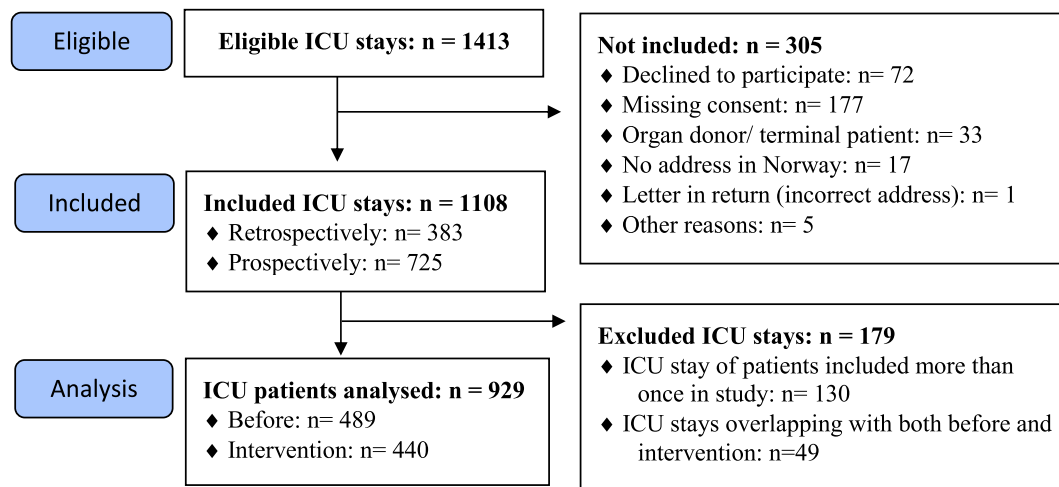 Eligible
Eligible ICU stays: n = 1413
Not included: n = 305
♦ Declined to participate: n= 72
♦ Missing consent: n= 177
♦ Organ donor/ terminal patient: n= 33
♦ No address in Norway: n= 17
♦ Letter in return (incorrect address): n= 1
♦ Other reasons: n= 5
Included
Included ICU stays: n = 1108
♦ Retrospectively: n= 383
♦ Prospectively: n= 725
Excluded ICU stays: n = 179
♦ ICU stay of patients included more than
once in study: n= 130
♦ ICU stays overlapping with both before and
intervention: n=49
Analysis
ICU patients analysed: n = 929
♦ Before: n= 489
♦ Intervention: n= 440